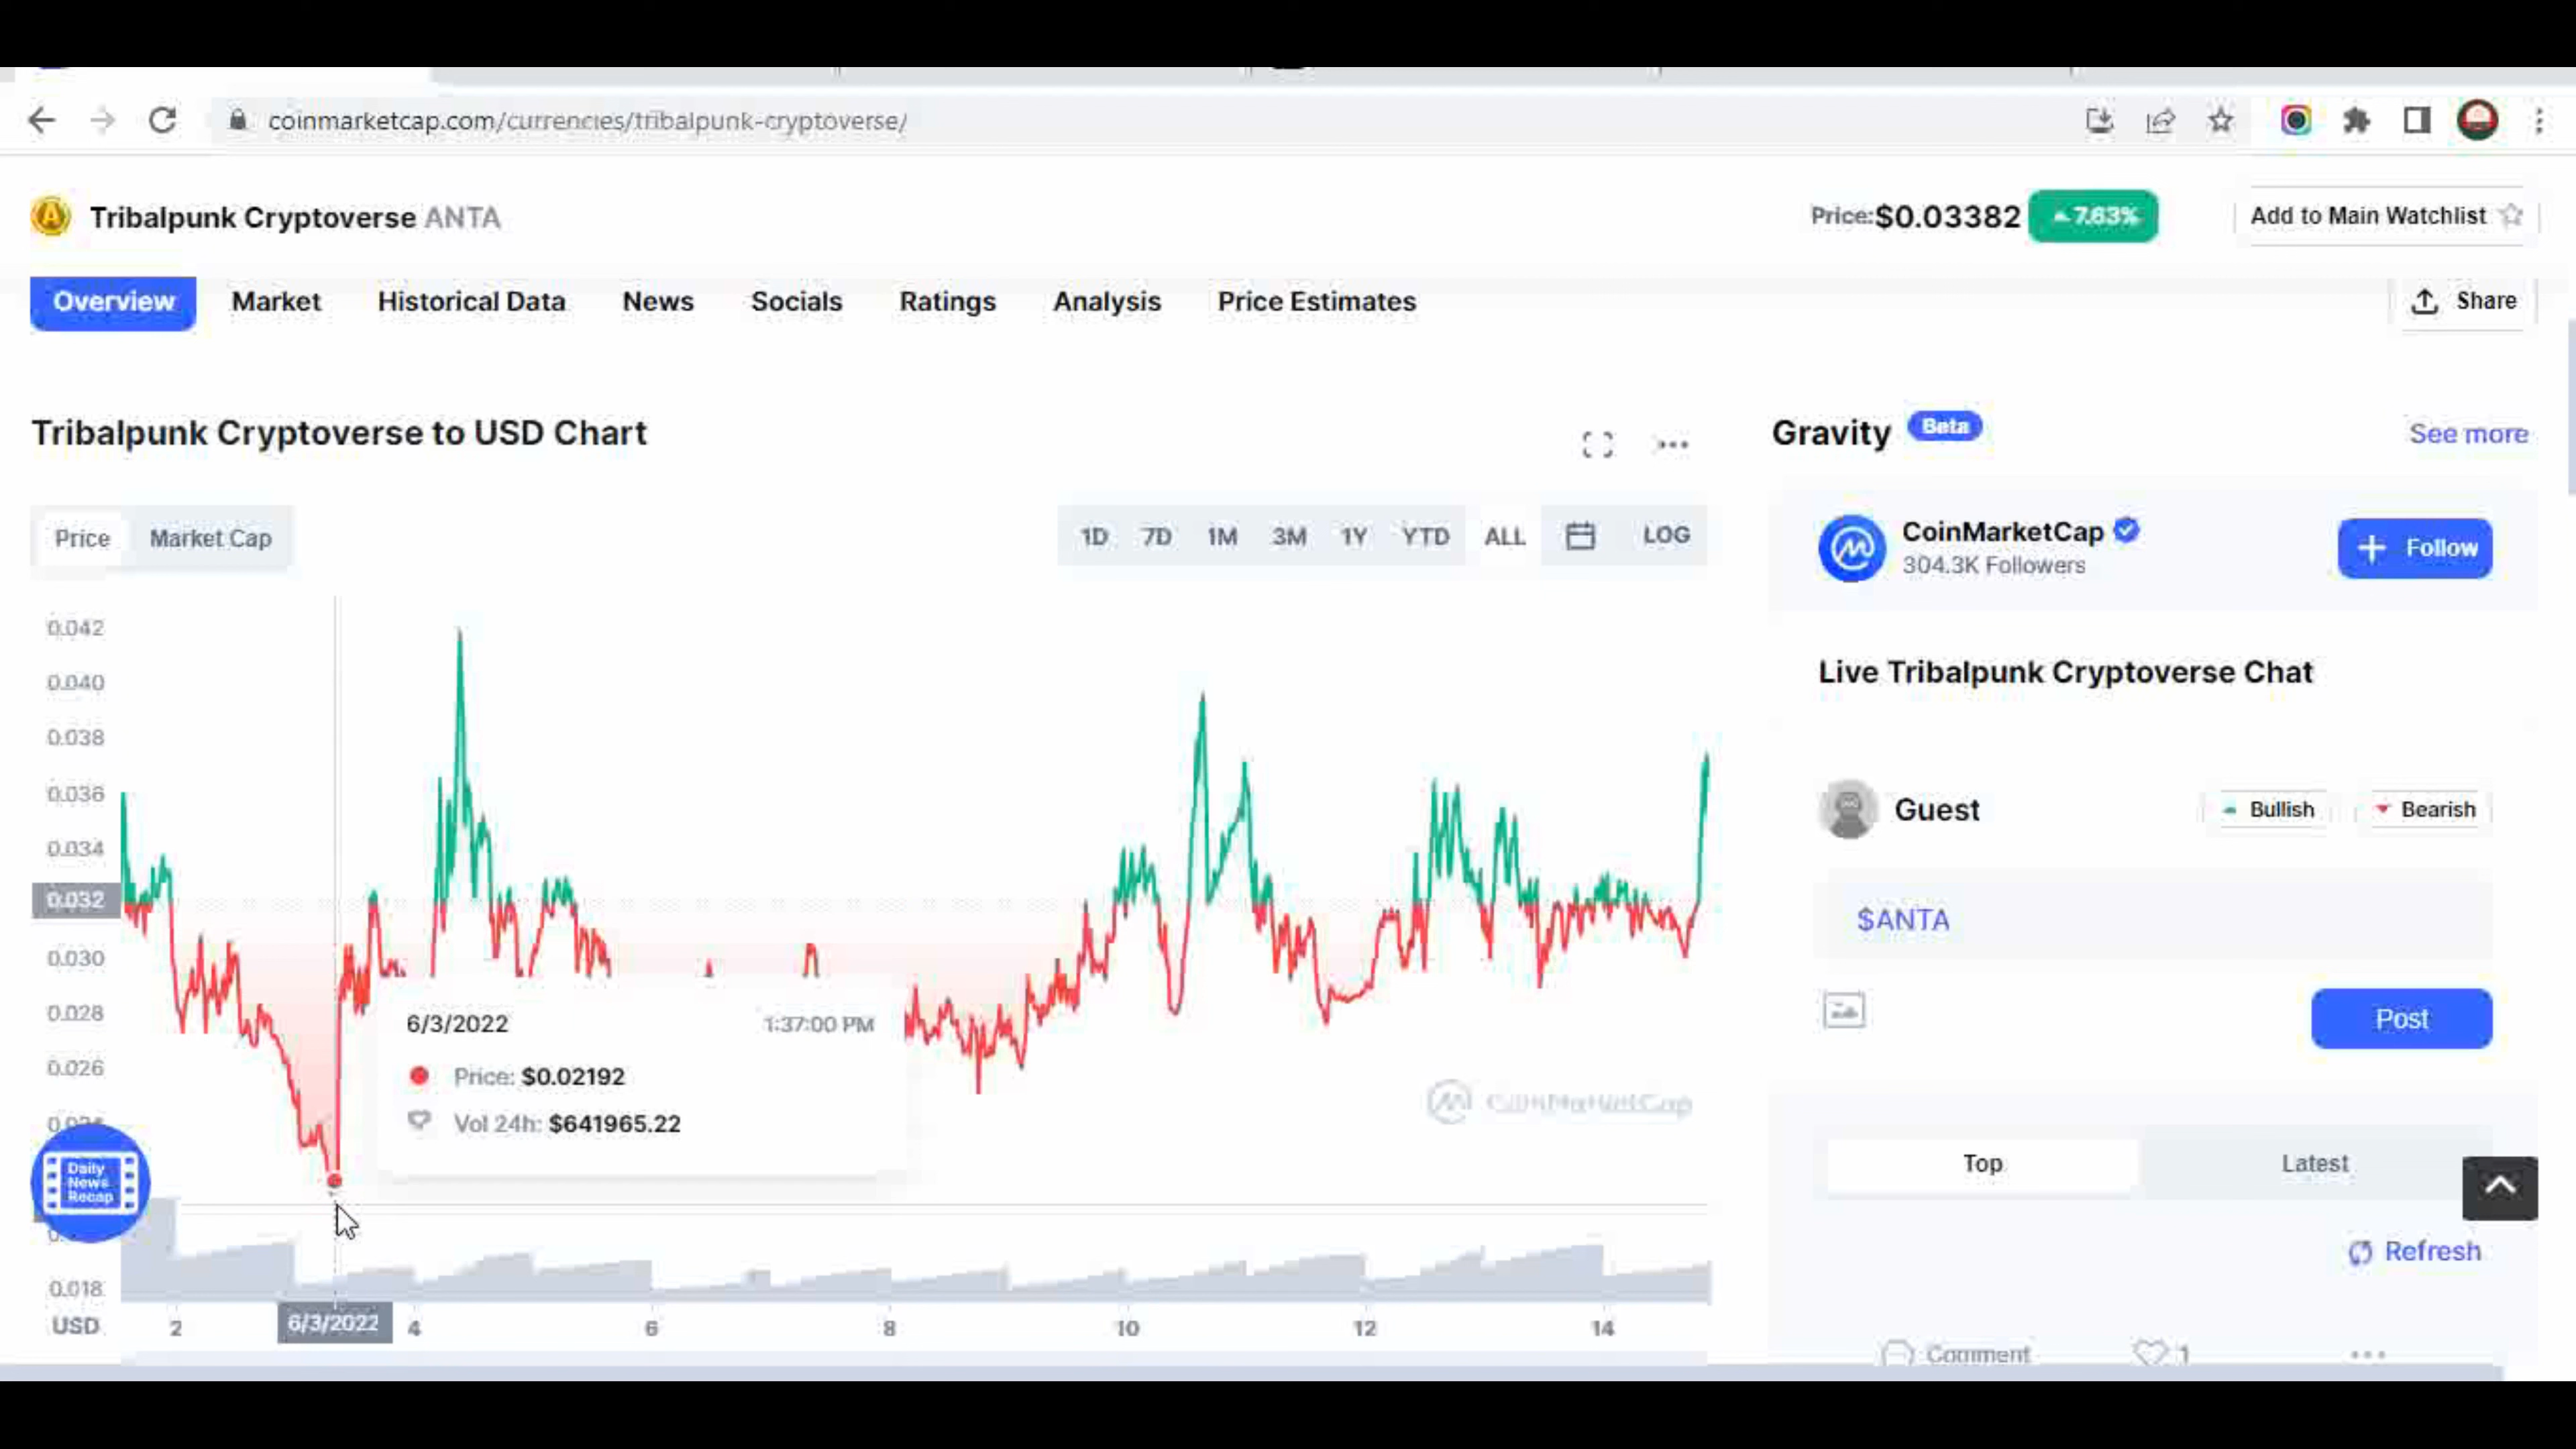 coinmarketcap.com/currencies/tribalpunk-cryptoverse/
Tribalpunk Cryptoverse ANTA
Price:$0.03382 7.63% Add to Main Watchlist
Overview Market Historical Data News Socials Ratings Analysis Price Estimates Share
Tribalpunk Cryptoverse to USD Chart
Gravity Beta See more
Price Market Cap 1D 7D 1M 3M 1Y YTD ALL LOG
CoinMarketCap
304.3K Followers
Follow
0.042
0.040
0.038
0.036
0.034
0.032
0.030
0.028
0.026
0.018
6/3/2022 1:37:00 PM
Price: $0.02192
Vol 24h: $641965.22
CoinMarketCap
Daily
News
Recap
USD 2 6/3/2022 4 6 8 10 12 14
Live Tribalpunk Cryptoverse Chat
Guest Bullish Bearish
$ANTA
Post
Top Latest
Refresh
Comment 1